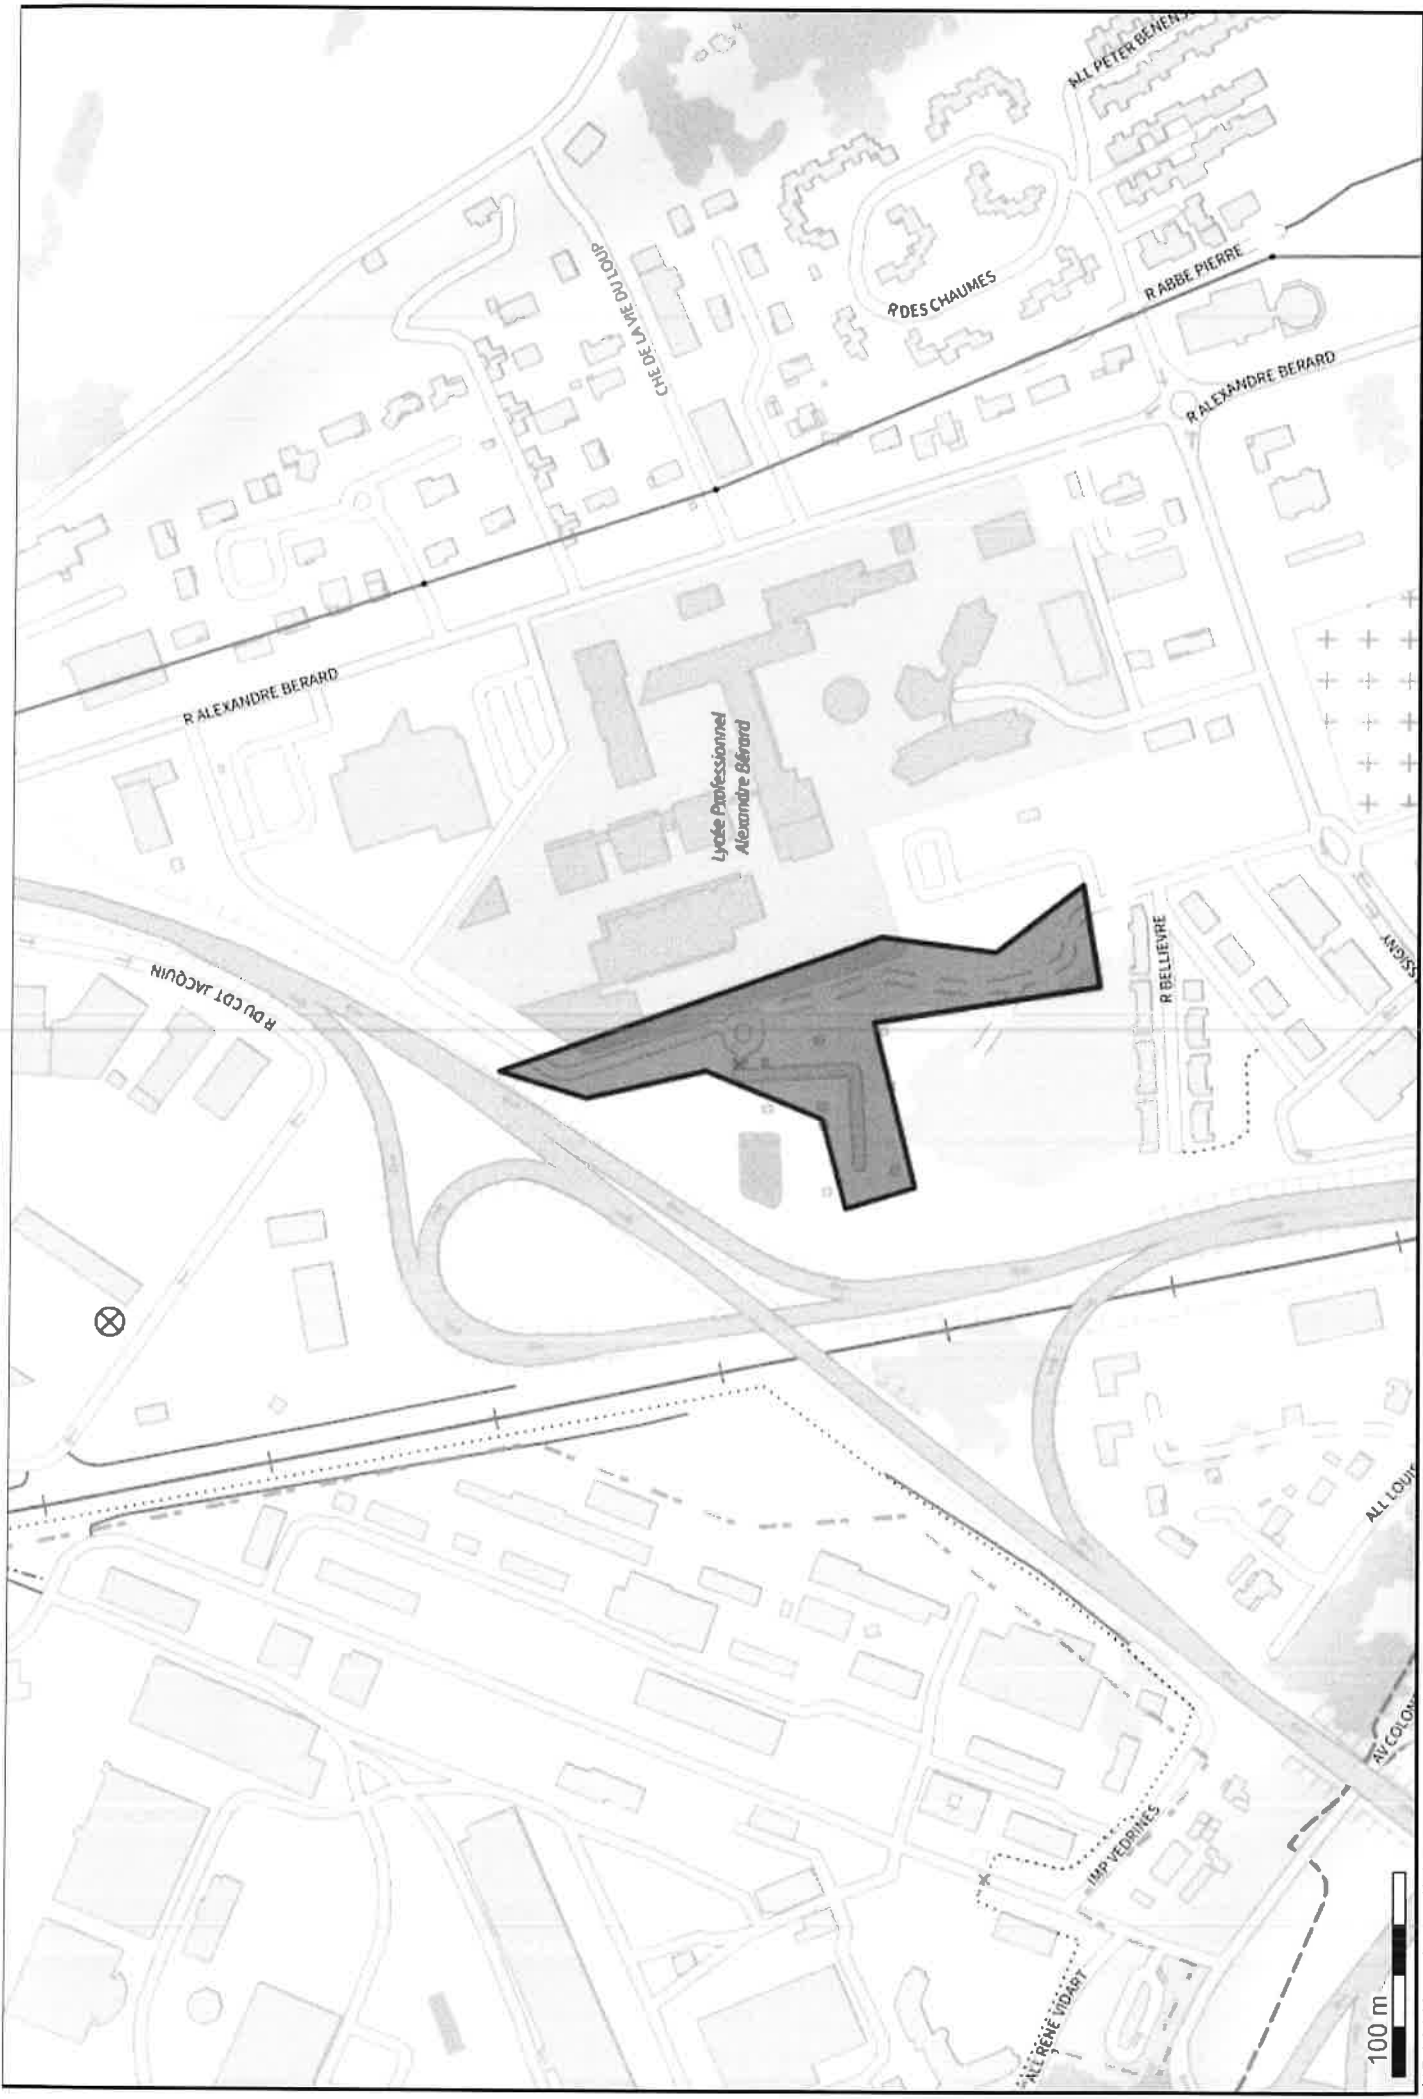 ALL PETER BENENS
R ABBE PIERRE
R DES CHAUMES
CHE DE LA VIE DU LOUP
R ALEXANDRE BERARD
R ALEXANDRE BERARD
Lycée Professionnel
Alexandre Bérard
R DU CDT JACQUIN
R BELLIEVRE
SSIGNY
ALL LOUIS
AV COLON
IMP VEDRINES
ALL RENE VIDART
100 m